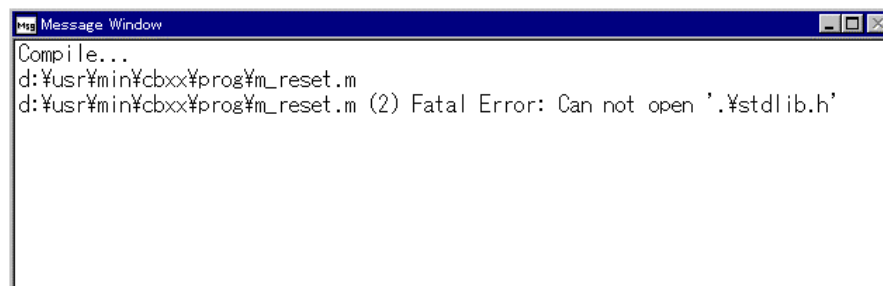 Msg Message Window
Compile...
d:¥usr¥min¥cbxx¥prog¥m_reset.m
d:¥usr¥min¥cbxx¥prog¥m_reset.m (2) Fatal Error: Can not open '.¥stdlib.h'